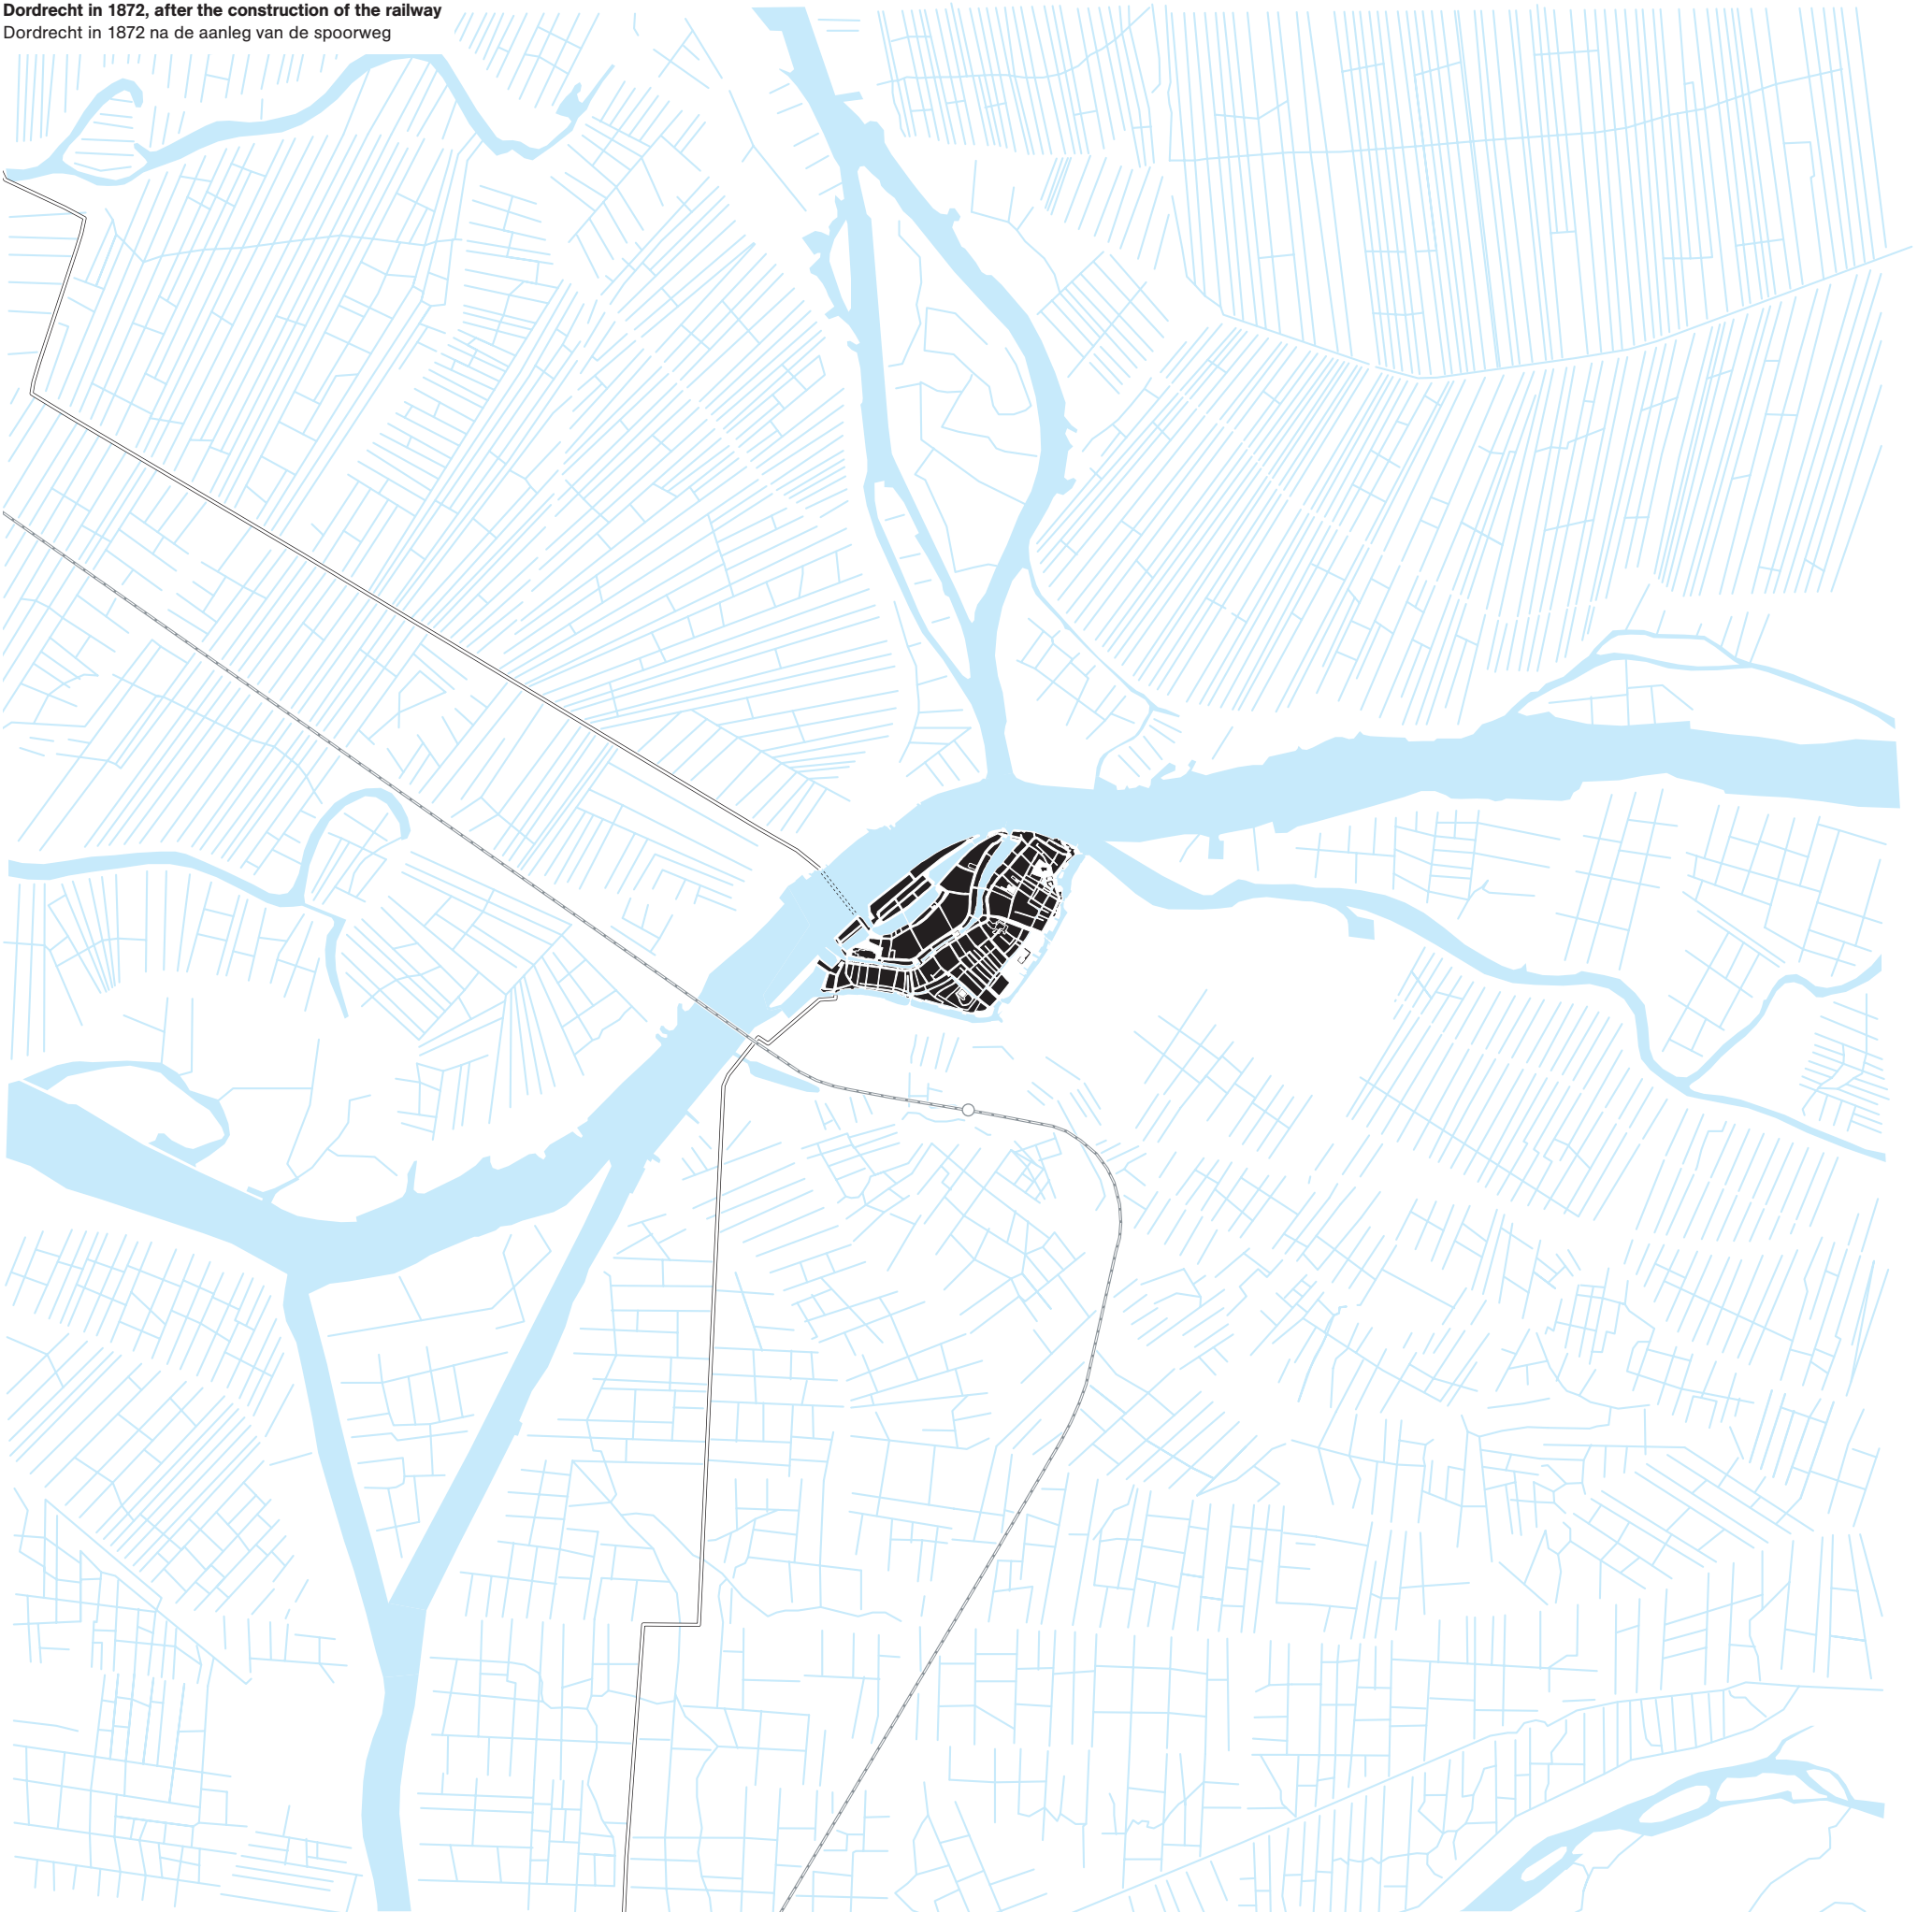 Dordrecht in 1872, after the construction of the railway
Dordrecht in 1872 na de aanleg van de spoorweg